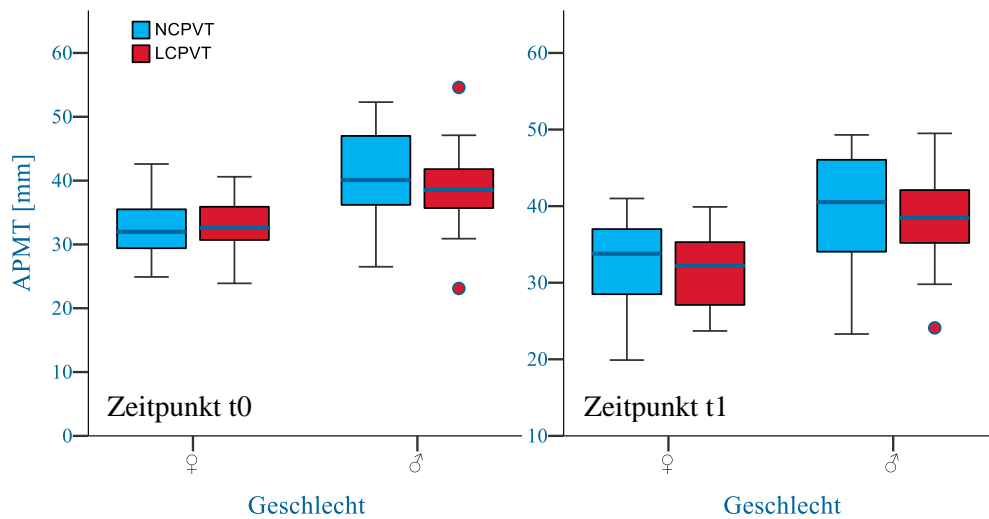 NCPVT
LCPVT
APMT [mm]
60
50
40
30
20
10
0
Zeitpunkt t0
♀
♂
Geschlecht
60
50
40
30
20
10
Zeitpunkt t1
♀
♂
Geschlecht